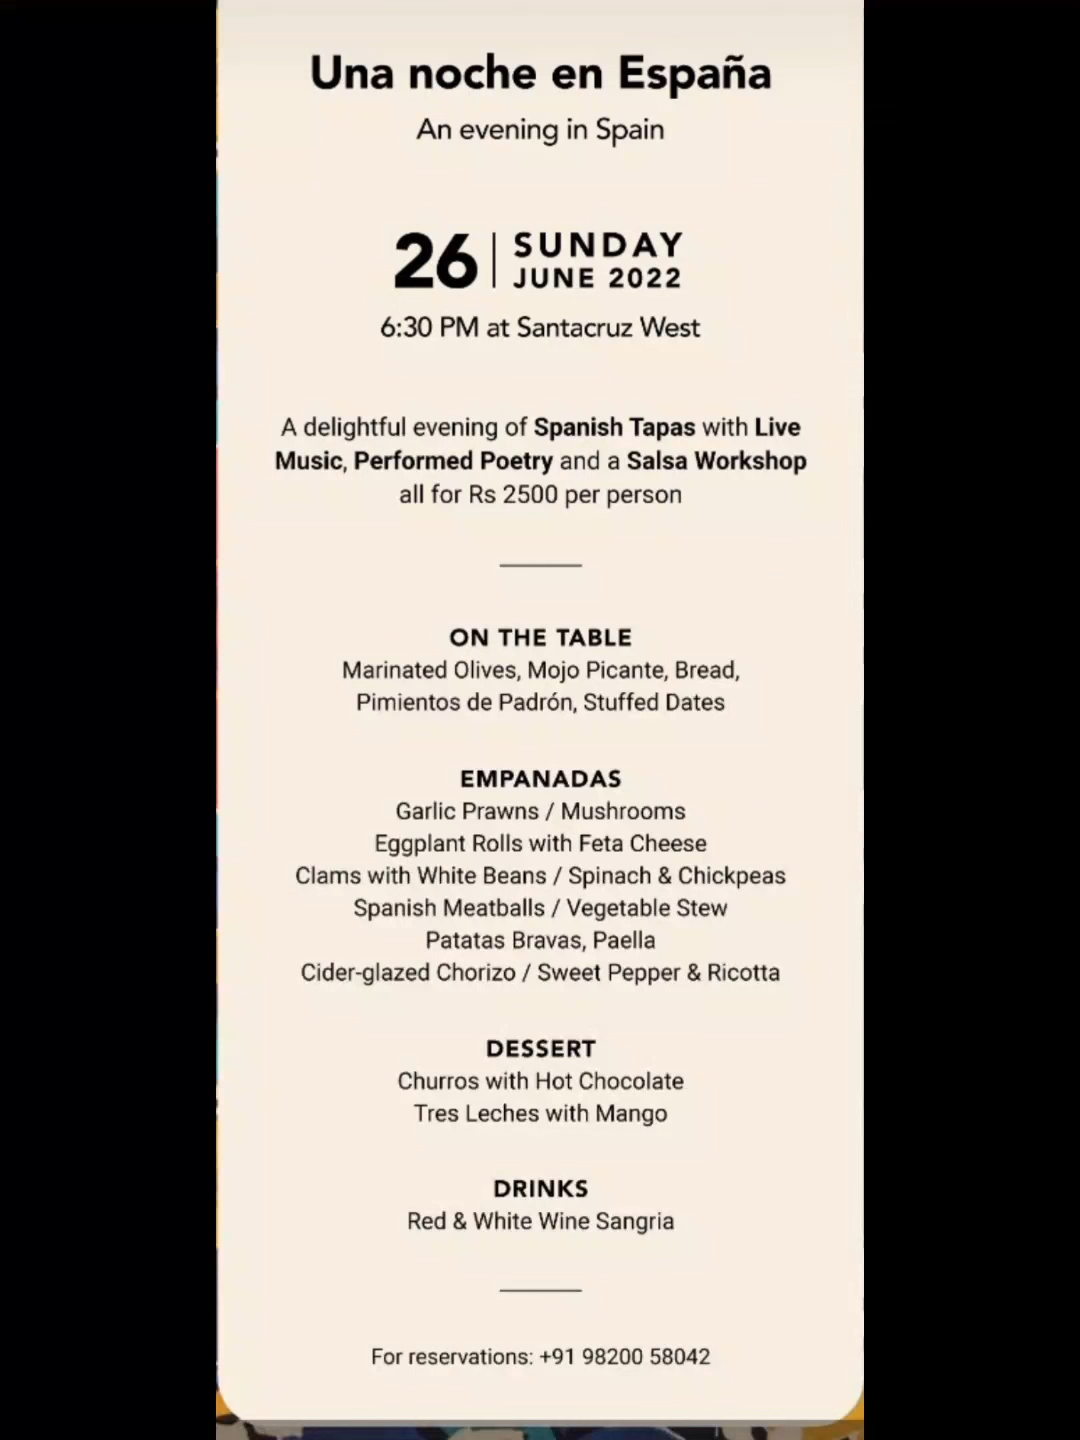 Una noche en España
An evening in Spain
26 | SUNDAY
JUNE 2022
6:30 PM at Santacruz West
A delightful evening of Spanish Tapas with Live
Music, Performed Poetry and a Salsa Workshop
all for Rs 2500 per person
ON THE TABLE
Marinated Olives, Mojo Picante, Bread,
Pimientos de Padrón, Stuffed Dates
EMPANADAS
Garlic Prawns / Mushrooms
Eggplant Rolls with Feta Cheese
Clams with White Beans / Spinach & Chickpeas
Spanish Meatballs / Vegetable Stew
Patatas Bravas, Paella
Cider-glazed Chorizo / Sweet Pepper & Ricotta
DESSERT
Churros with Hot Chocolate
Tres Leches with Mango
DRINKS
Red & White Wine Sangria
For reservations: +91 98200 58042